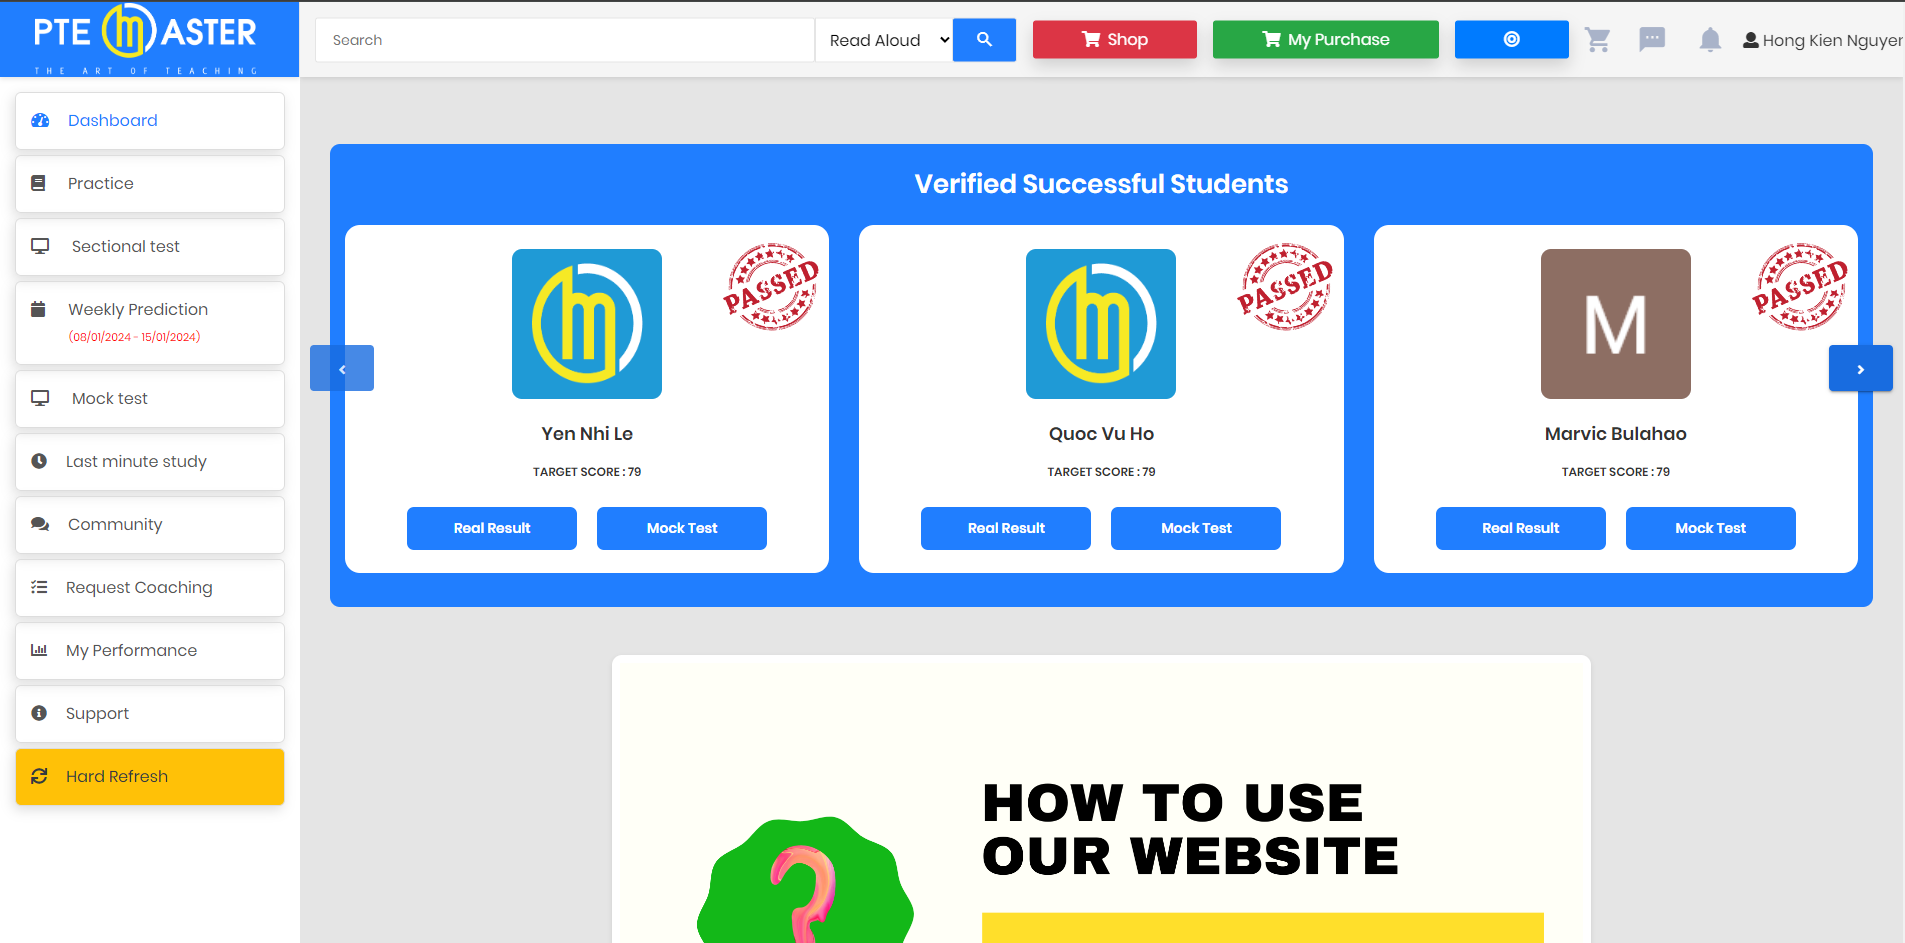 PTE MASTER
THE ART OF TEACHING
Search
Read Aloud
Shop
My Purchase
Hong Kien Nguyen
Dashboard
Practice
Sectional test
Weekly Prediction
(08/01/2024 - 15/01/2024)
Mock test
Last minute study
Community
Request Coaching
My Performance
Support
Hard Refresh
Verified Successful Students
PASSED
Yen Nhi Le
TARGET SCORE : 79
Real Result
Mock Test
PASSED
Quoc Vu Ho
TARGET SCORE : 79
Real Result
Mock Test
PASSED
M
Marvic Bulahao
TARGET SCORE : 79
Real Result
Mock Test
HOW TO USE
OUR WEBSITE